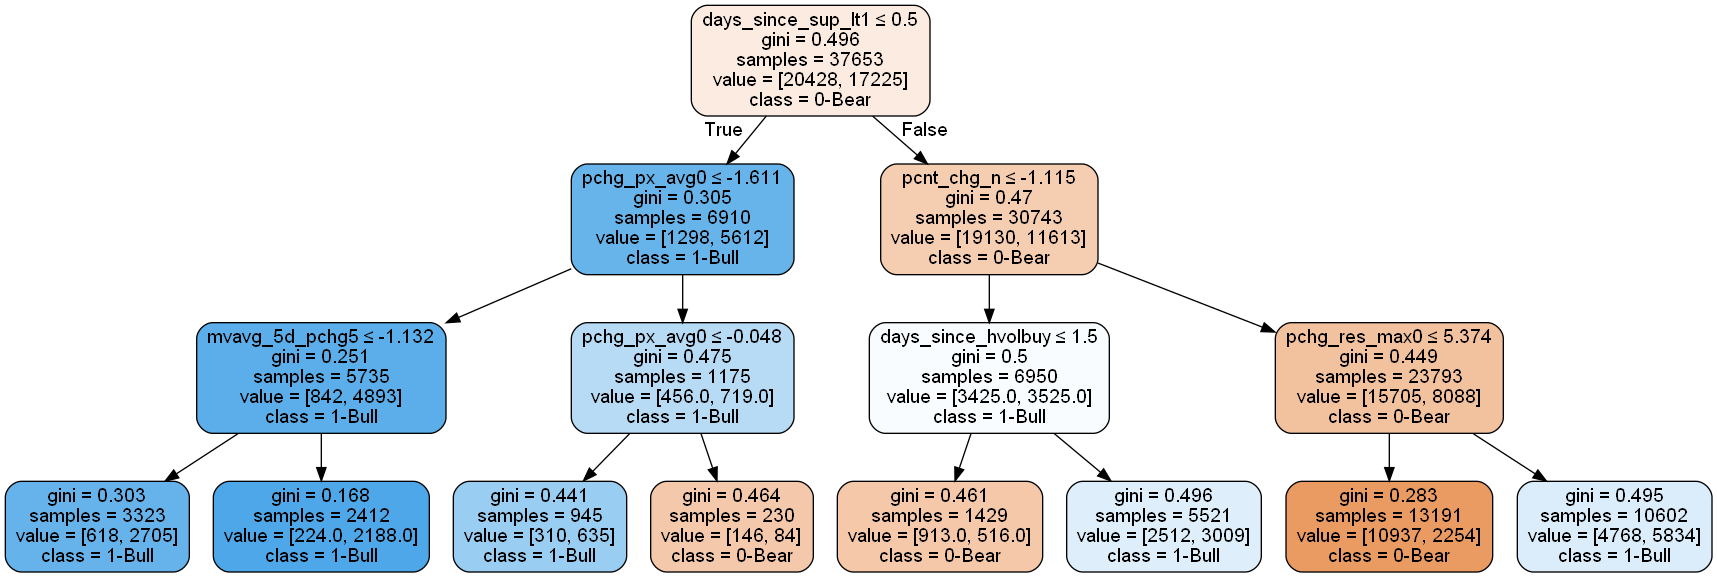 days_since_sup_lt1 ≤ 0.5
gini = 0.496
samples = 37653
value = [20428, 17225]
class = 0-Bear
True
False
pchg_px_avg0 ≤ -1.611
gini = 0.305
samples = 6910
value = [1298, 5612]
class = 1-Bull
pcnt_chg_n ≤ -1.115
gini = 0.47
samples = 30743
value = [19130, 11613]
class = 0-Bear
mvavg_5d_pchg5 ≤ -1.132
gini = 0.251
samples = 5735
value = [842, 4893]
class = 1-Bull
pchg_px_avg0 ≤ -0.048
gini = 0.475
samples = 1175
value = [456.0, 719.0]
class = 1-Bull
days_since_hvolbuy ≤ 1.5
gini = 0.5
samples = 6950
value = [3425.0, 3525.0]
class = 1-Bull
pchg_res_max0 ≤ 5.374
gini = 0.449
samples = 23793
value = [15705, 8088]
class = 0-Bear
gini = 0.303
samples = 3323
value = [618, 2705]
class = 1-Bull
gini = 0.168
samples = 2412
value = [224.0, 2188.0]
class = 1-Bull
gini = 0.441
samples = 945
value = [310, 635]
class = 1-Bull
gini = 0.464
samples = 230
value = [146, 84]
class = 0-Bear
gini = 0.461
samples = 1429
value = [913.0, 516.0]
class = 0-Bear
gini = 0.496
samples = 5521
value = [2512, 3009]
class = 1-Bull
gini = 0.283
samples = 13191
value = [10937, 2254]
class = 0-Bear
gini = 0.495
samples = 10602
value = [4768, 5834]
class = 1-Bull